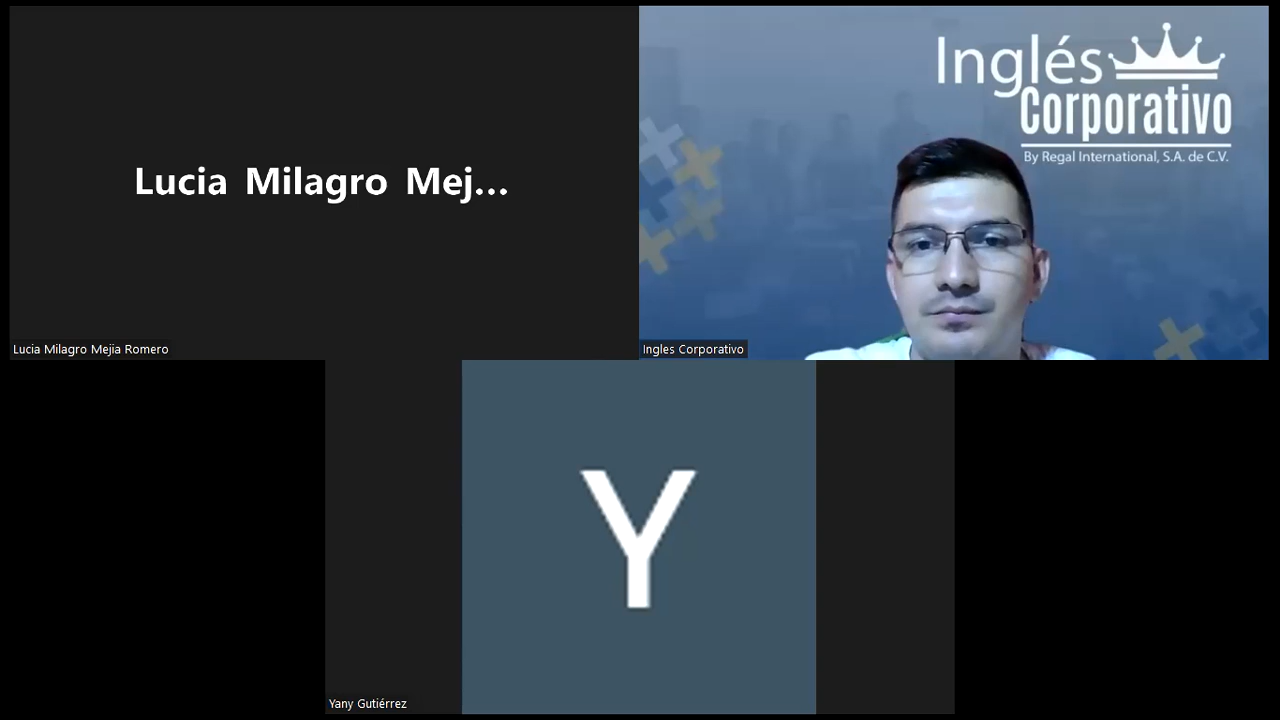 Lucia Milagro Mej...
Lucia Milagro Mejia Romero
Inglés
Corporativo
By Regal International, S.A. de C.V.
Ingles Corporativo
Y
Yany Gutiérrez